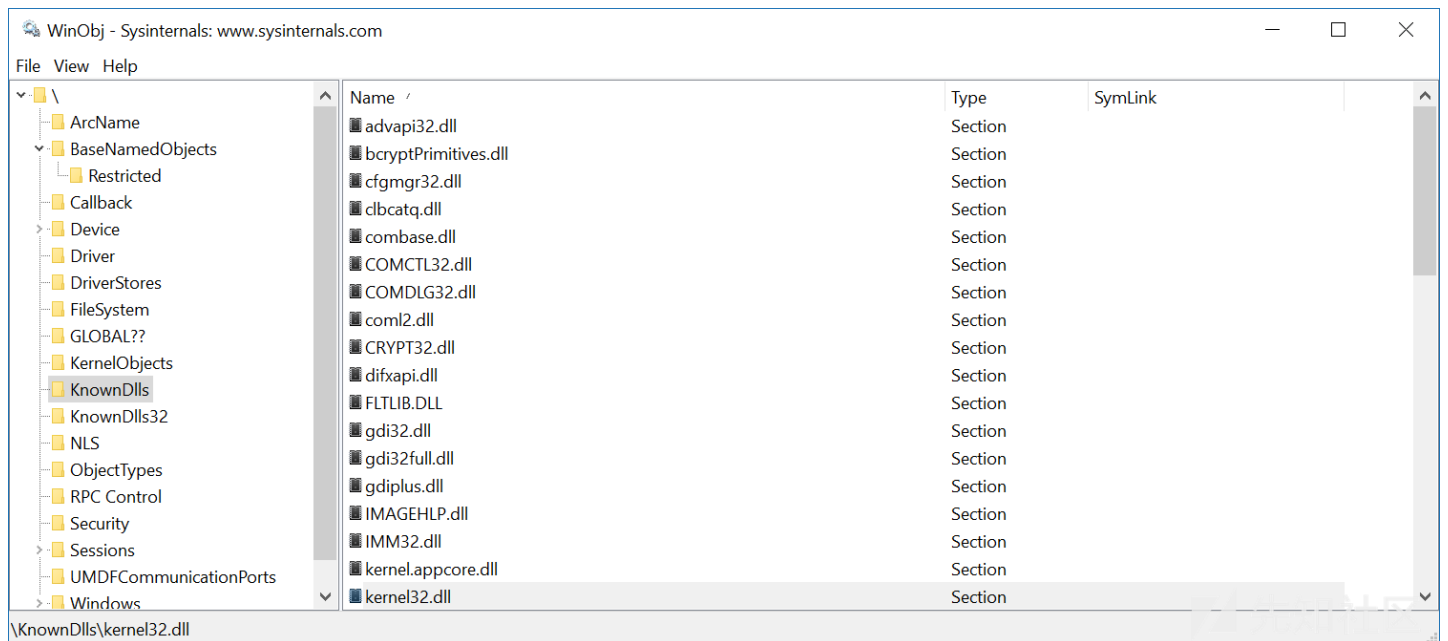 WinObj - Sysinternals: www.sysinternals.com
File View Help
\
ArcName
BaseNamedObjects
Restricted
Callback
Device
Driver
DriverStores
FileSystem
GLOBAL??
KernelObjects
KnownDlls
KnownDlls32
NLS
ObjectTypes
RPC Control
Security
Sessions
UMDFCommunicationPorts
Windows
Name Type SymLink
advapi32.dll Section
bcryptPrimitives.dll Section
cfgmgr32.dll Section
clbcatq.dll Section
combase.dll Section
COMCTL32.dll Section
COMDLG32.dll Section
coml2.dll Section
CRYPT32.dll Section
difxapi.dll Section
FLTLIB.DLL Section
gdi32.dll Section
gdi32full.dll Section
gdiplus.dll Section
IMAGEHLP.dll Section
IMM32.dll Section
kernel.appcore.dll Section
kernel32.dll Section
\KnownDlls\kernel32.dll
先知社区